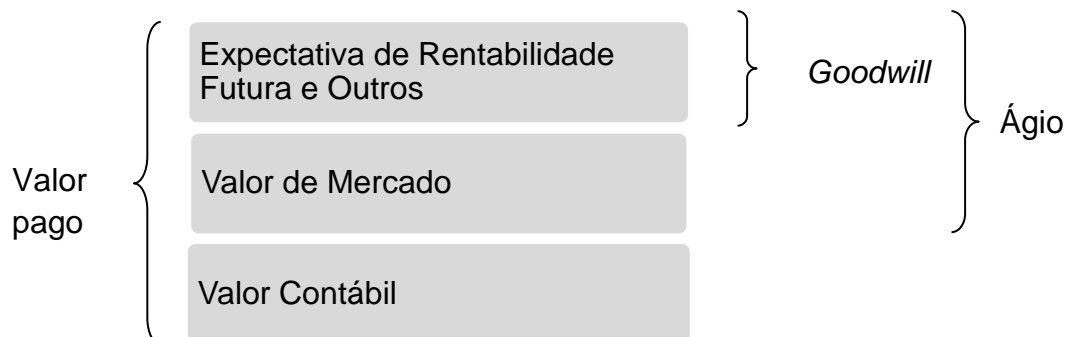 Expectativa de Rentabilidade
Futura e Outros
Goodwill
Ágio
Valor
pago
Valor de Mercado
Valor Contábil